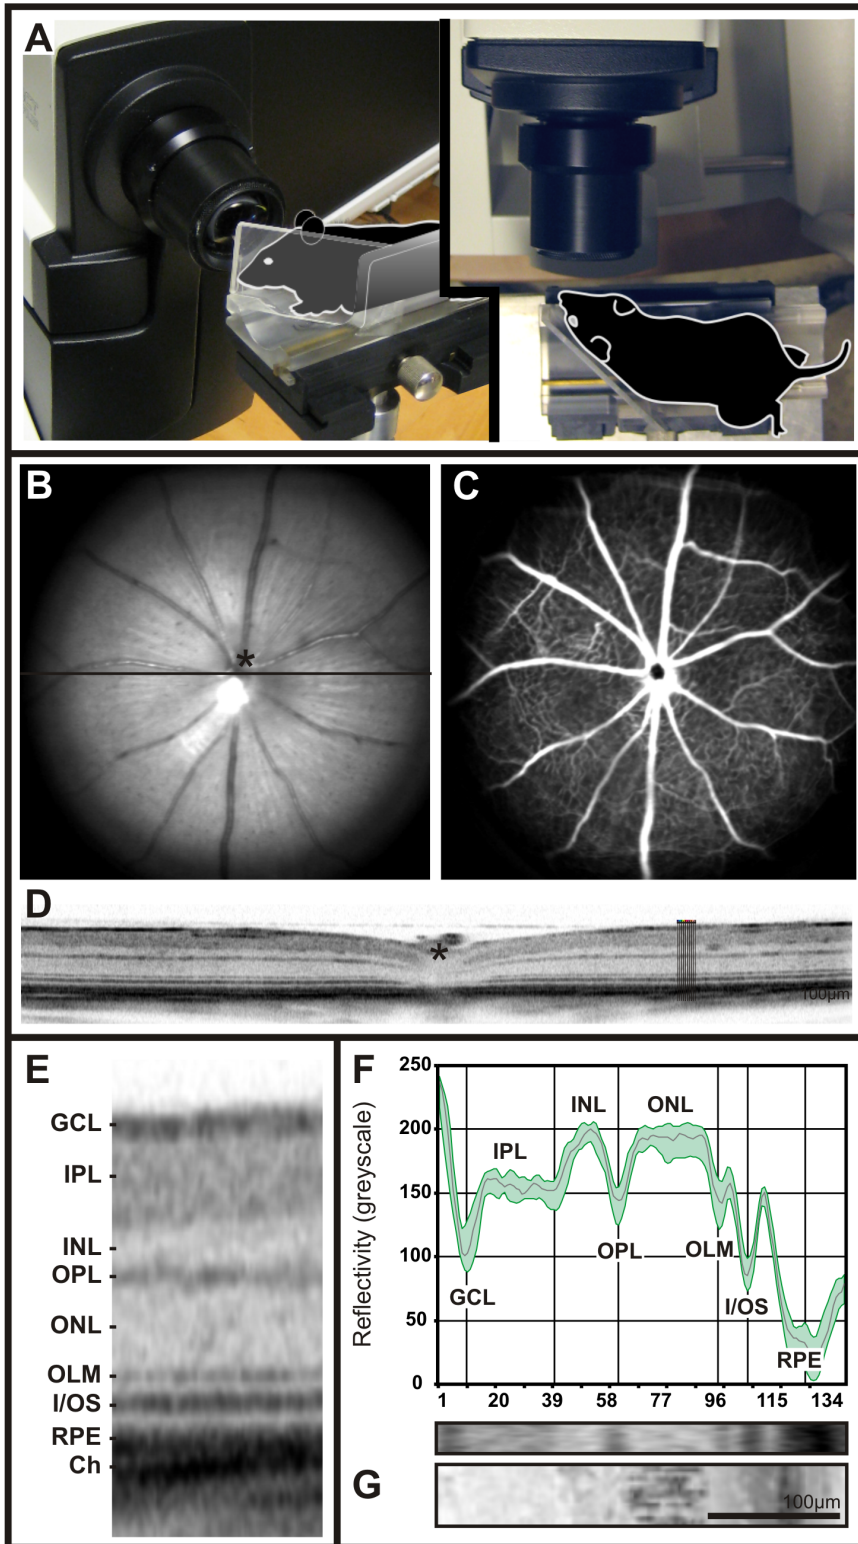 A
B
*
C
D
*
100µm
E
GCL
IPL
INL
OPL
ONL
OLM
I/OS
RPE
Ch
F
Reflectivity (greyscale)
250
200
150
100
50
0
IPL
INL
ONL
GCL
OPL
OLM
I/OS
RPE
1 20 39 58 77 96 115 134
G
100µm